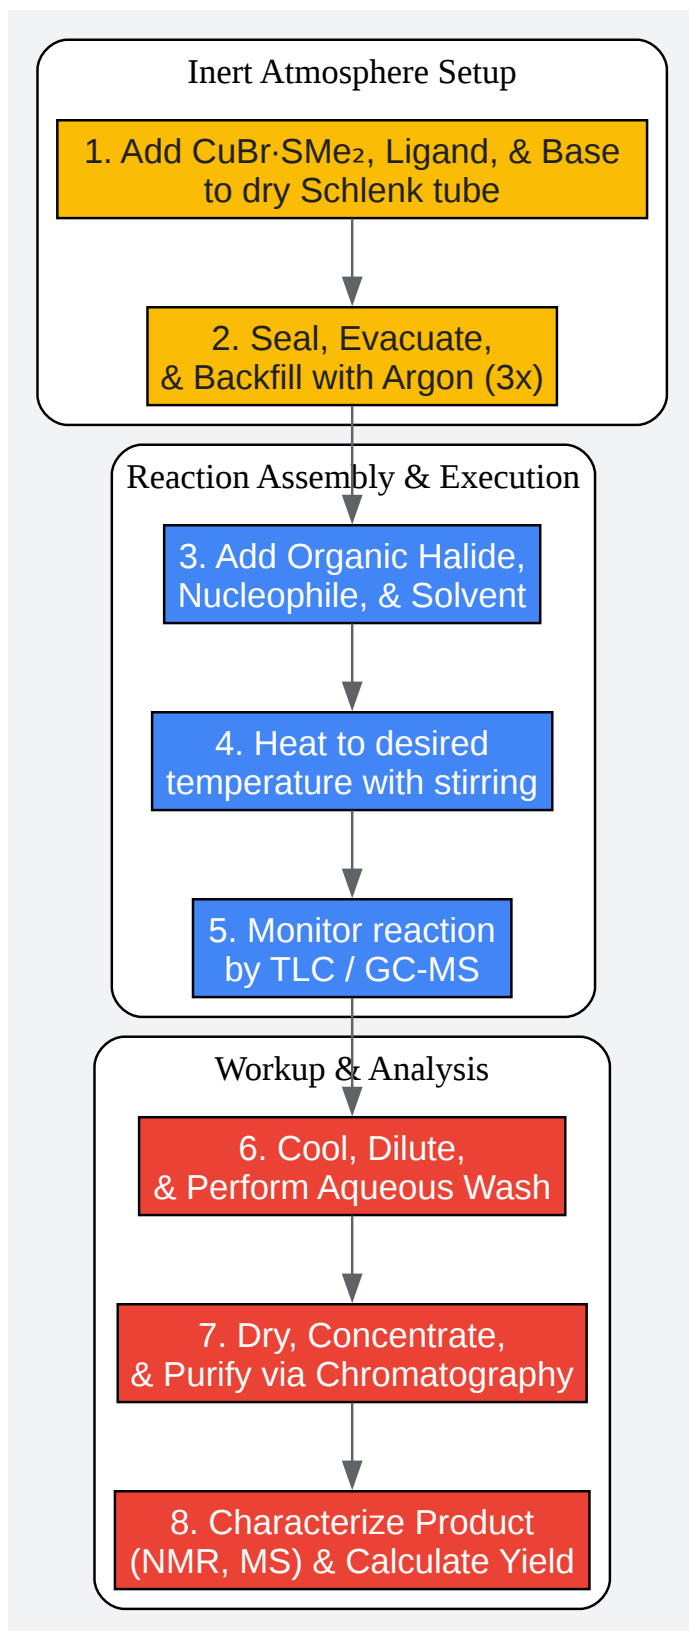 Inert Atmosphere Setup
1. Add CuBr·SMe₂, Ligand, & Base
to dry Schlenk tube
2. Seal, Evacuate,
& Backfill with Argon (3x)
Reaction Assembly & Execution
3. Add Organic Halide,
Nucleophile, & Solvent
4. Heat to desired
temperature with stirring
5. Monitor reaction
by TLC / GC-MS
Workup & Analysis
6. Cool, Dilute,
& Perform Aqueous Wash
7. Dry, Concentrate,
& Purify via Chromatography
8. Characterize Product
(NMR, MS) & Calculate Yield